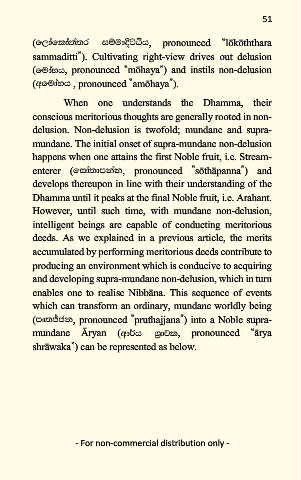 51
(ලෝකෝත්තර සම්මාදිට්ඨිය, pronounced "lōkōththara
sammaditti"). Cultivating right-view drives out delusion
(මෝහය, pronounced "mōhaya") and instils non-delusion
(අමෝහය , pronounced "amōhaya").
When one understands the Dhamma, their
conscious meritorious thoughts are generally rooted in non-
delusion. Non-delusion is twofold; mundane and supra-
mundane. The initial onset of supra-mundane non-delusion
happens when one attains the first Noble fruit, i.e. Stream-
enterer (සෝතාපන්න, pronounced "sōthāpanna") and
develops thereupon in line with their understanding of the
Dhamma until it peaks at the final Noble fruit, i.e. Arahant.
However, until such time, with mundane non-delusion,
intelligent beings are capable of conducting meritorious
deeds. As we explained in a previous article, the merits
accumulated by performing meritorious deeds contribute to
producing an environment which is conducive to acquiring
and developing supra-mundane non-delusion, which in turn
enables one to realise Nibbāna. This sequence of events
which can transform an ordinary, mundane worldly being
(පෘතග්ජන, pronounced "pruthajjana") into a Noble supra-
mundane Āryan (ආර්ය ශ්‍රාවක, pronounced "ārya
shrāwaka") can be represented as below.
- For non-commercial distribution only -